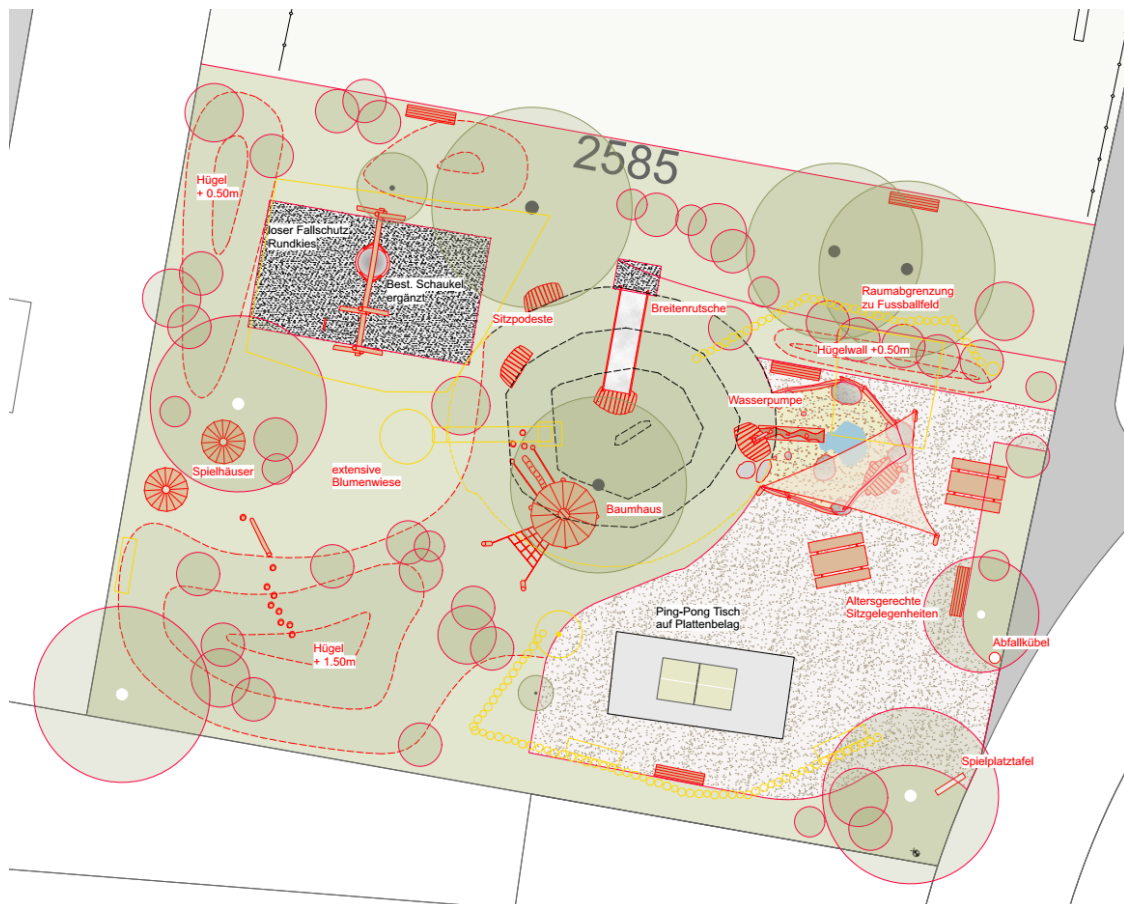 2585
Hügel
+ 0.50m
loser Fallschutz
Rundkies
Best. Schaukel
ergänzt
Sitzpodeste
Breitenrutsche
Raumabgrenzung
zu Fussballfeld
Hügelwall +0.50m
Wasserpumpe
Spielhäuser
extensive
Blumenwiese
Baumhaus
Altersgerechte
Sitzgelegenheiten
Ping-Pong Tisch
auf Plattenbelag
Abfallkübel
Hügel
+ 1.50m
Spielplatztafel